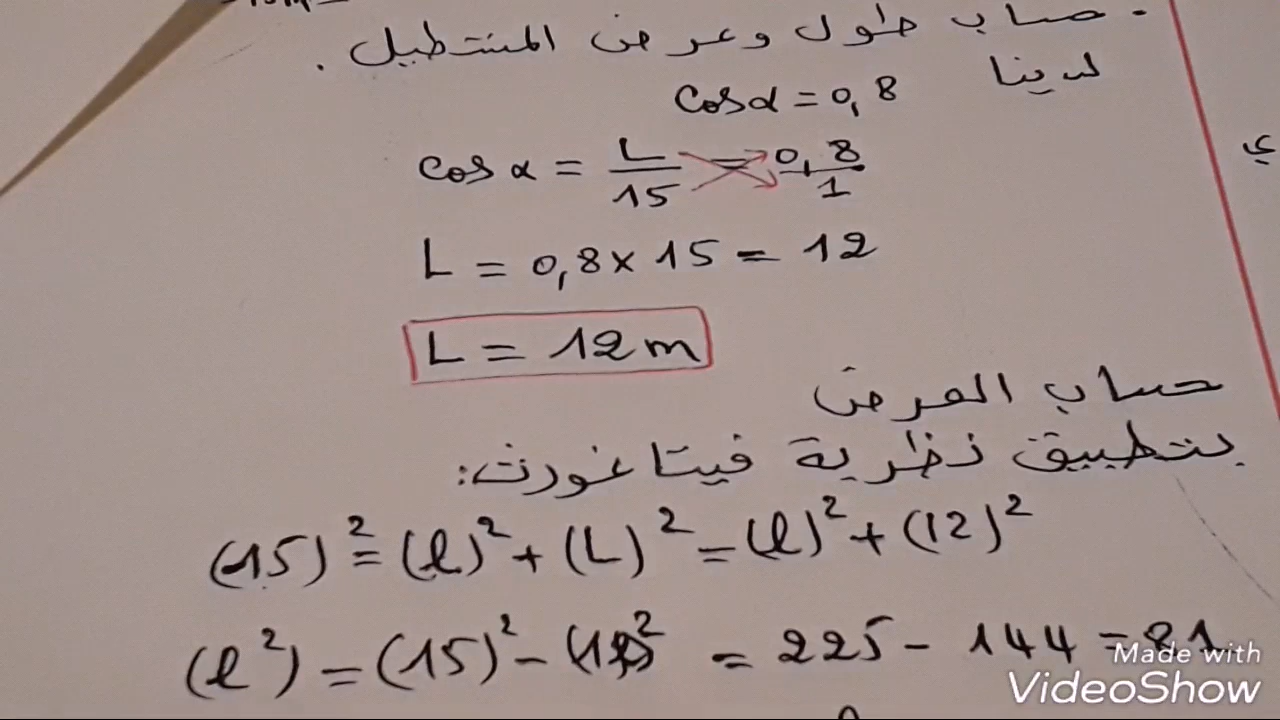 - حساب طول وعرض المستطيل .
لدينا
cos α = 0,8
cos α = L/15 = 0,8/1
L = 0,8 × 15 = 12
L = 12 m
حساب العرض
بتطبيق نظرية فيتاغورث:
(15)² = (l)² + (L)² = (l)² + (12)²
(l²) = (15)² - (12)² = 225 - 144 = 81
ي
Made with
VideoShow